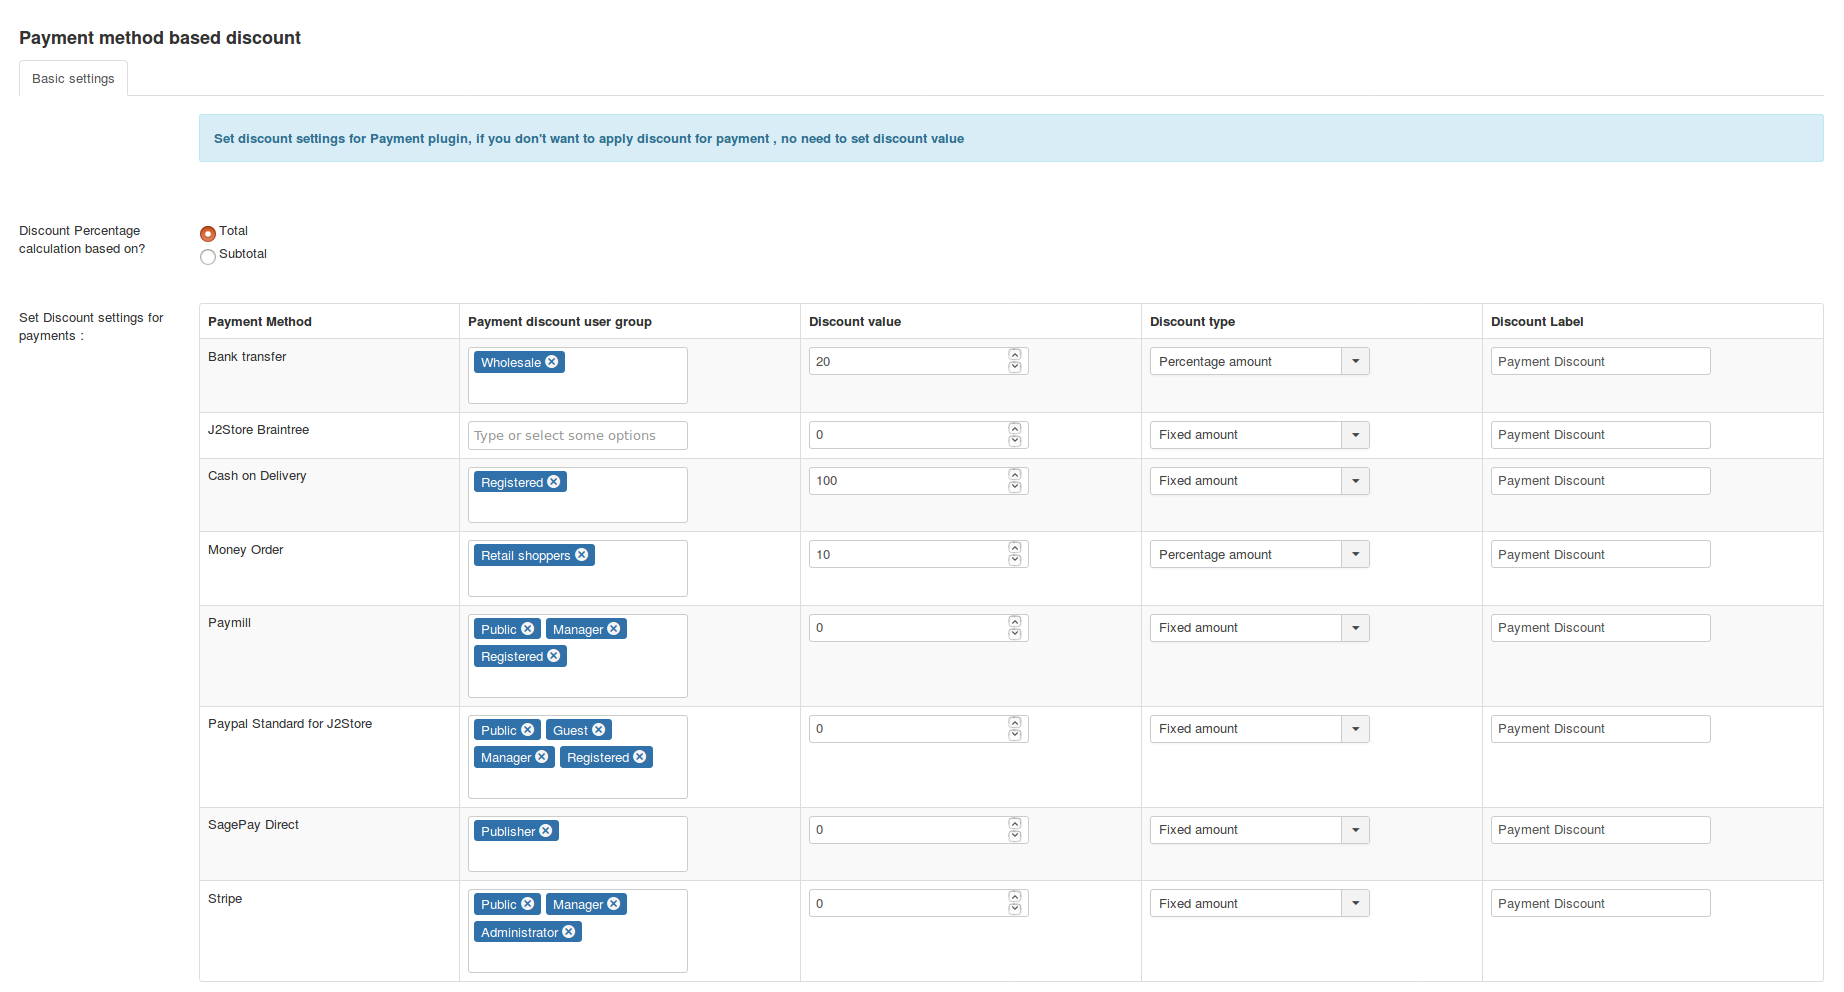 Payment method based discount
Basic settings
Set discount settings for Payment plugin, if you don't want to apply discount for payment , no need to set discount value
Discount Percentage
calculation based on?
Total
Subtotal
Set Discount settings for
payments :
Payment Method Payment discount user group Discount value Discount type Discount Label
Bank transfer Wholesale 20 Percentage amount Payment Discount
J2Store Braintree Type or select some options 0 Fixed amount Payment Discount
Cash on Delivery Registered 100 Fixed amount Payment Discount
Money Order Retail shoppers 10 Percentage amount Payment Discount
Paymill Public Manager 0 Fixed amount Payment Discount
Registered
Paypal Standard for J2Store Public Guest 0 Fixed amount Payment Discount
Manager Registered
SagePay Direct Publisher 0 Fixed amount Payment Discount
Stripe Public Manager 0 Fixed amount Payment Discount
Administrator